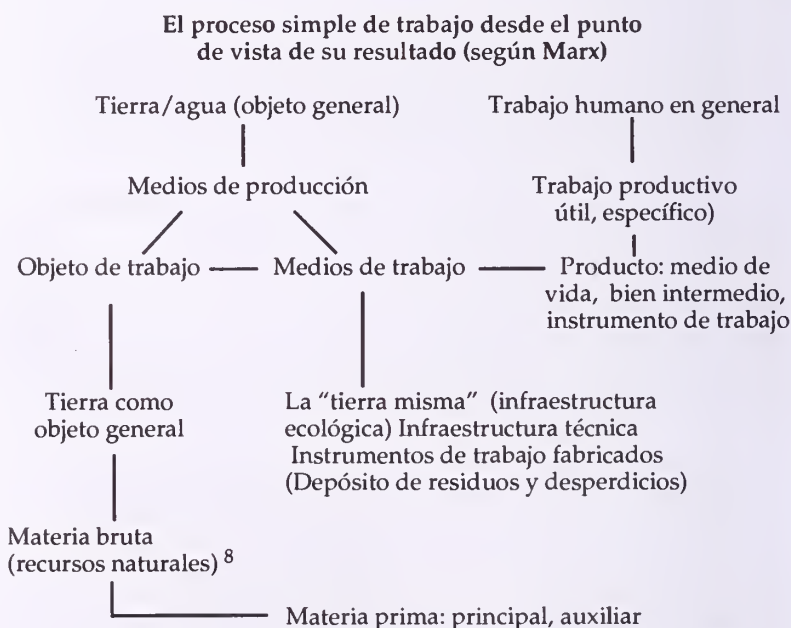 El proceso simple de trabajo desde el punto
de vista de su resultado (según Marx)
Tierra/agua (objeto general)
Trabajo humano en general
Medios de producción
Trabajo productivo
útil, específico)
Objeto de trabajo
Medios de trabajo
Producto: medio de
vida, bien intermedio,
instrumento de trabajo
Tierra como
objeto general
La "tierra misma" (infraestructura
ecológica) Infraestructura técnica
Instrumentos de trabajo fabricados
(Depósito de residuos y desperdicios)
Materia bruta
(recursos naturales) 8
Materia prima: principal, auxiliar